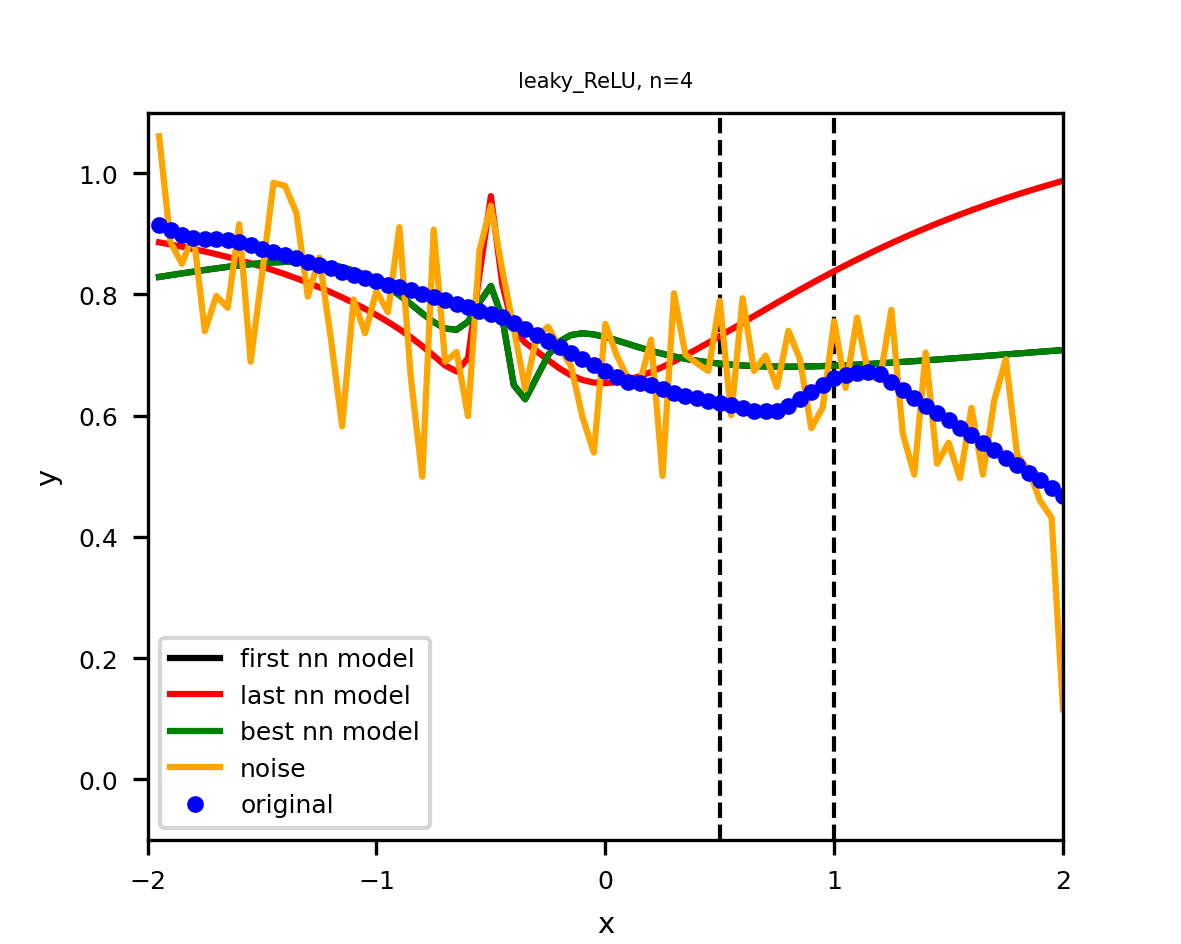 leaky_ReLU, n=4
y
1.0
0.8
0.6
0.4
0.2
0.0
first nn model
last nn model
best nn model
noise
original
−2 −1 0 1 2
x